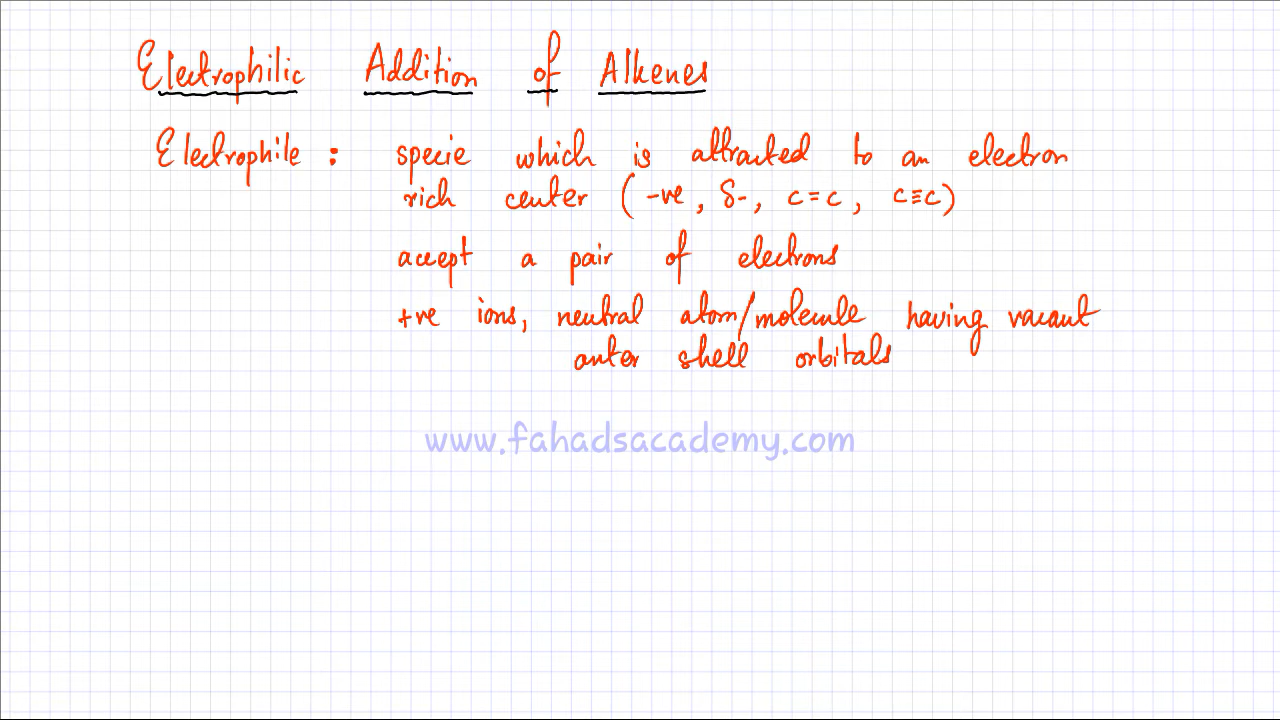 Electrophilic Addition of Alkenes
Electrophile : specie which is attracted to an electron
rich center ( -ve , δ- , c=c , c≡c )
accept a pair of electrons
+ve ions, neutral atom/molecule having vacant
outer shell orbitals
www.fahadsacademy.com